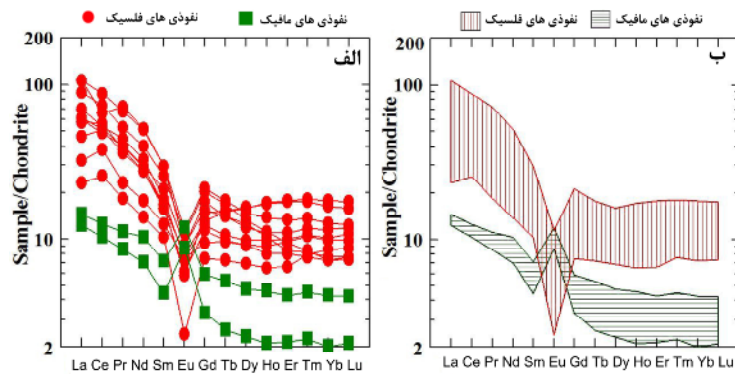 نفوذی های فلسیک نفوذی های مافیک
200
الف
100
Sample/Chondrite
10
2
La Ce Pr Nd Sm Eu Gd Tb Dy Ho Er Tm Yb Lu
نفوذی های فلسیک نفوذی های مافیک
200
ب
100
Sample/Chondrite
10
2
La Ce Pr Nd Sm Eu Gd Tb Dy Ho Er Tm Yb Lu